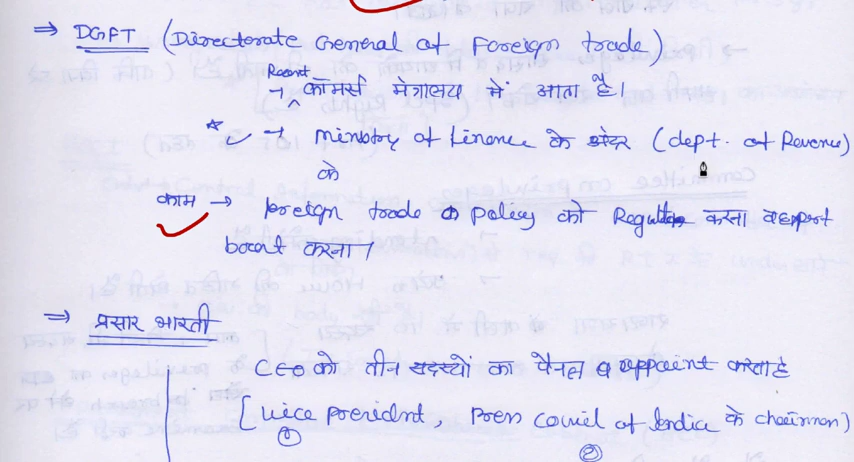 ⇒ DGFT (Directorate General of Foreign trade)
Recent
→ कॉमर्स मंत्रालय में आता है।
→ ministry of finance के अंदर (dept. of Revenue)
के
काम → foreign trade policy को Regulate करना व export
boost करना।
⇒ प्रसार भारती
CEO को तीन सदस्यों का पैनल appoint करता है
[vice president, Press council of India के chairman)
① 
②